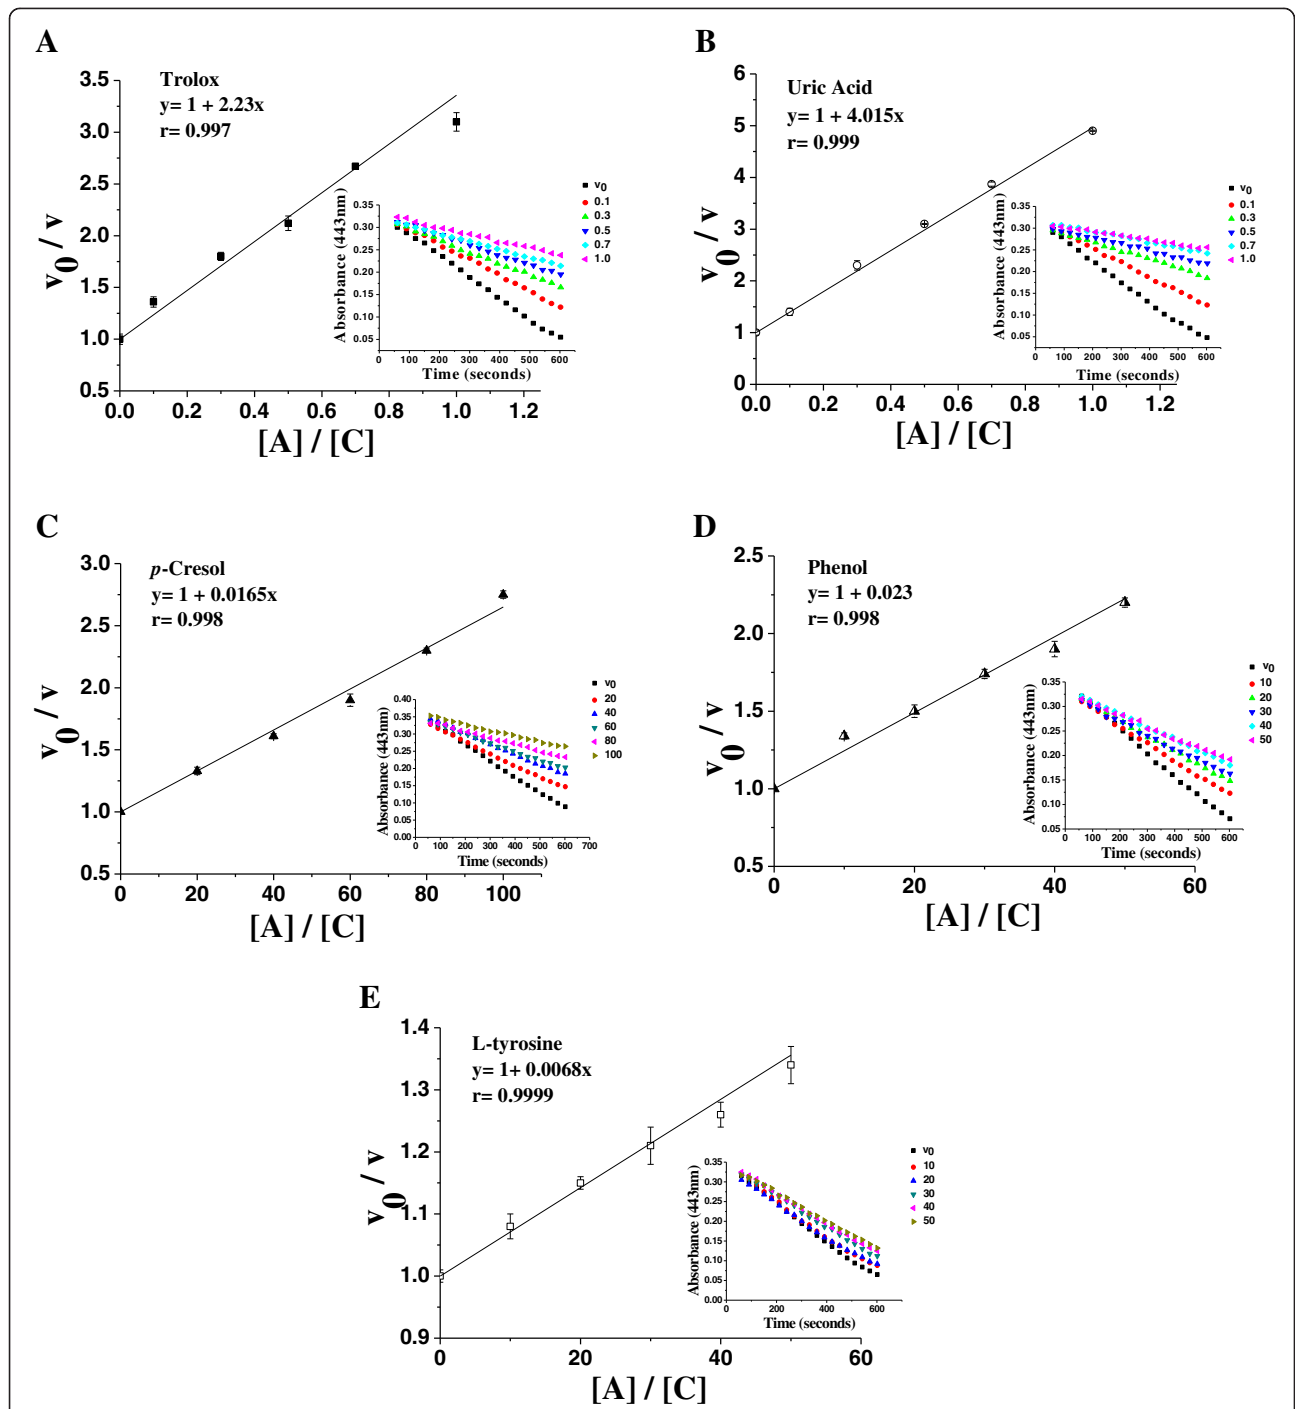 A
Trolox
y= 1 + 2.23x
r= 0.997
3.5
3.0
2.5
2.0
1.5
1.0
0.5
v0 / v
0.0 0.2 0.4 0.6 0.8 1.0 1.2
[A] / [C]
Absorbance (443nm)
0.35
0.30
0.25
0.20
0.15
0.10
0.05
0 100 200 300 400 500 600
Time (seconds)
v0
0.1
0.3
0.5
0.7
1.0
B
Uric Acid
y= 1 + 4.015x
r= 0.999
6
5
4
3
2
1
0
v0 / v
0.0 0.2 0.4 0.6 0.8 1.0 1.2
[A] / [C]
Absorbance (443nm)
0.35
0.30
0.25
0.20
0.15
0.10
0.05
0 100 200 300 400 500 600
Time (seconds)
v0
0.1
0.3
0.5
0.7
1.0
C
p-Cresol
y= 1 + 0.0165x
r= 0.998
3.0
2.5
2.0
1.5
1.0
0.5
v0 / v
0 20 40 60 80 100
[A] / [C]
Absorbance (443nm)
0.40
0.35
0.30
0.25
0.20
0.15
0.10
0.05
0.00
0 100 200 300 400 500 600 700
Time (seconds)
v0
20
40
60
80
100
D
Phenol
y= 1 + 0.023
r= 0.998
2.5
2.0
1.5
1.0
0.5
v0 / v
0 20 40 60
[A] / [C]
Absorbance (443nm)
0.35
0.30
0.25
0.20
0.15
0.10
0.05
0 100 200 300 400 500 600
Time (seconds)
v0
10
20
30
40
50
E
L-tyrosine
y= 1+ 0.0068x
r= 0.9999
1.4
1.3
1.2
1.1
1.0
0.9
v0 / v
0 20 40 60
[A] / [C]
Absorbance (443nm)
0.35
0.30
0.25
0.20
0.15
0.10
0.05
0.00
0 200 400 600
Time (seconds)
v0
10
20
30
40
50